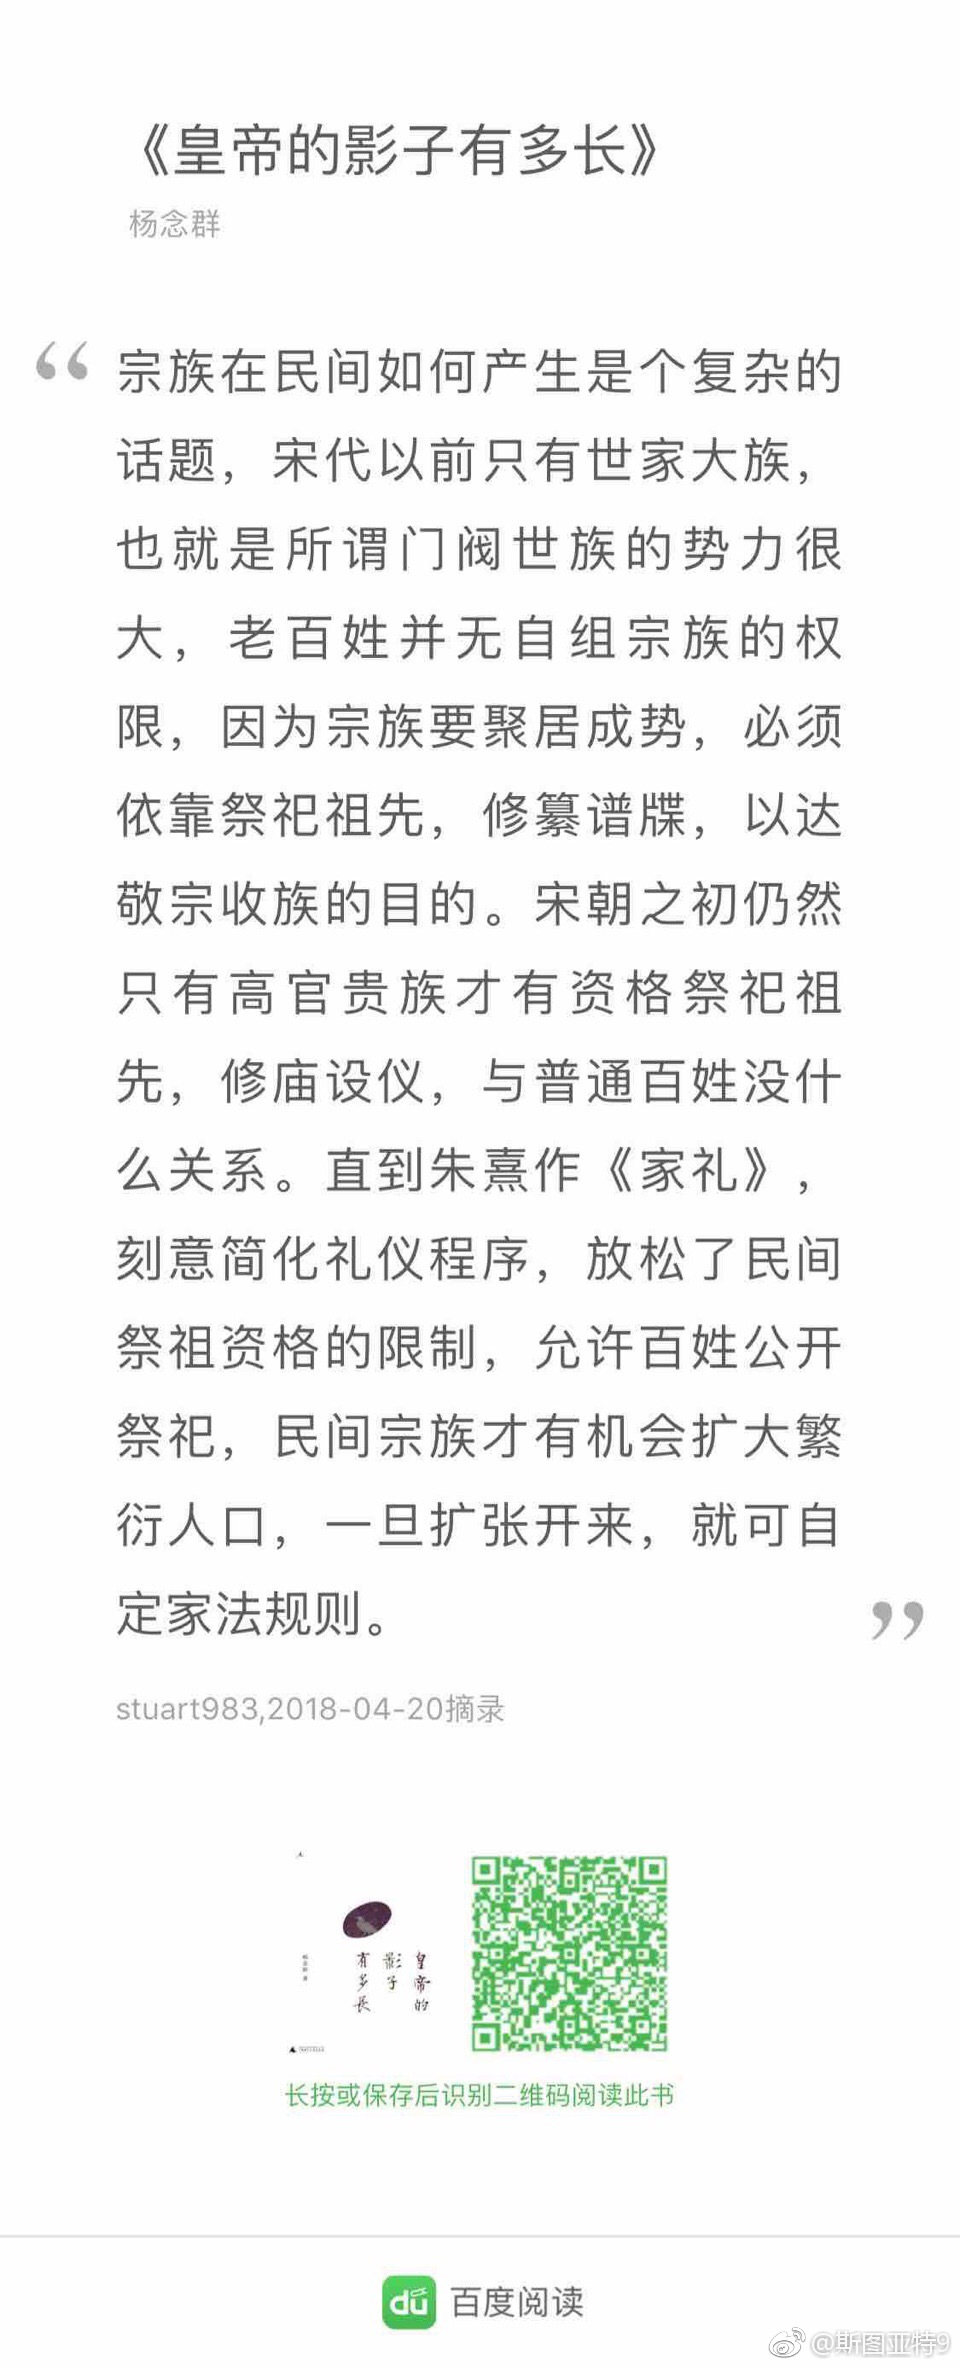 《皇帝的影子有多长》
杨念群
“宗族在民间如何产生是个复杂的
话题，宋代以前只有世家大族，
也就是所谓门阀世族的势力很
大，老百姓并无自组宗族的权
限，因为宗族要聚居成势，必须
依靠祭祀祖先，修纂谱牒，以达
敬宗收族的目的。宋朝之初仍然
只有高官贵族才有资格祭祀祖
先，修庙设仪，与普通百姓没什
么关系。直到朱熹作《家礼》，
刻意简化礼仪程序，放松了民间
祭祖资格的限制，允许百姓公开
祭祀，民间宗族才有机会扩大繁
衍人口，一旦扩张开来，就可自
定家法规则。”
stuart983,2018-04-20摘录
皇帝的
影子
有多長
长按或保存后识别二维码阅读此书
du 百度阅读
@斯图亚特9